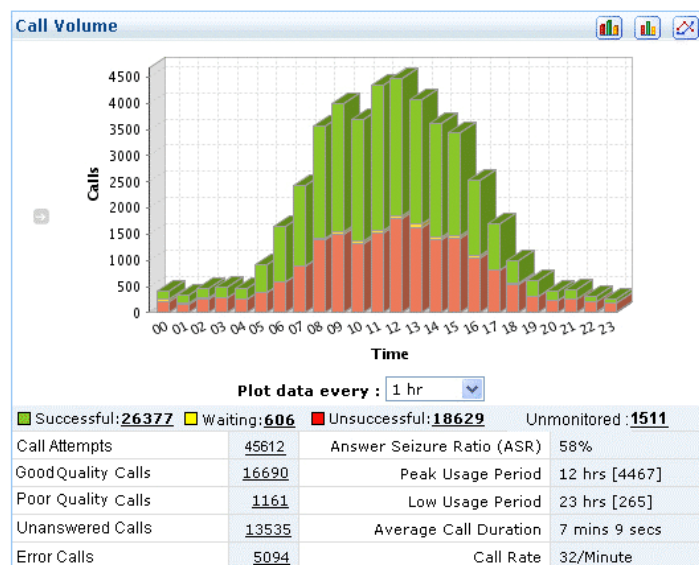 Call Volume
4500
4000
3500
3000
2500
2000
1500
1000
500
0
Calls
00 01 02 03 04 05 06 07 08 09 10 11 12 13 14 15 16 17 18 19 20 21 22 23
Time
Plot data every : 1 hr
Successful:26377 Waiting:606 Unsuccessful:18629 Unmonitored :1511
Call Attempts 45612 Answer Seizure Ratio (ASR) 58%
Good Quality Calls 16690 Peak Usage Period 12 hrs [4467]
Poor Quality Calls 1161 Low Usage Period 23 hrs [265]
Unanswered Calls 13535 Average Call Duration 7 mins 9 secs
Error Calls 5094 Call Rate 32/Minute